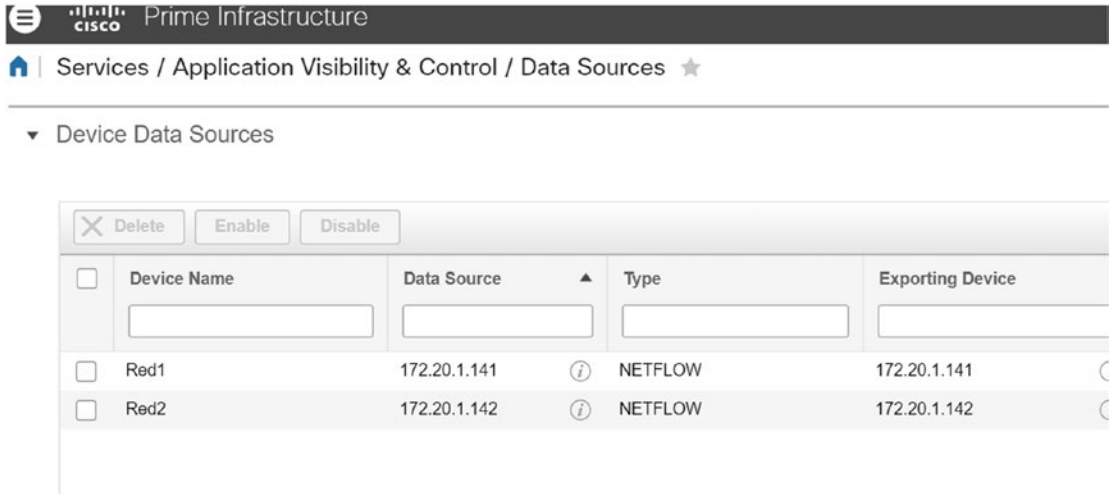 cisco Prime Infrastructure
Services / Application Visibility & Control / Data Sources
Device Data Sources
Delete Enable Disable
Device Name Data Source Type Exporting Device
Red1 172.20.1.141 i NETFLOW 172.20.1.141
Red2 172.20.1.142 i NETFLOW 172.20.1.142